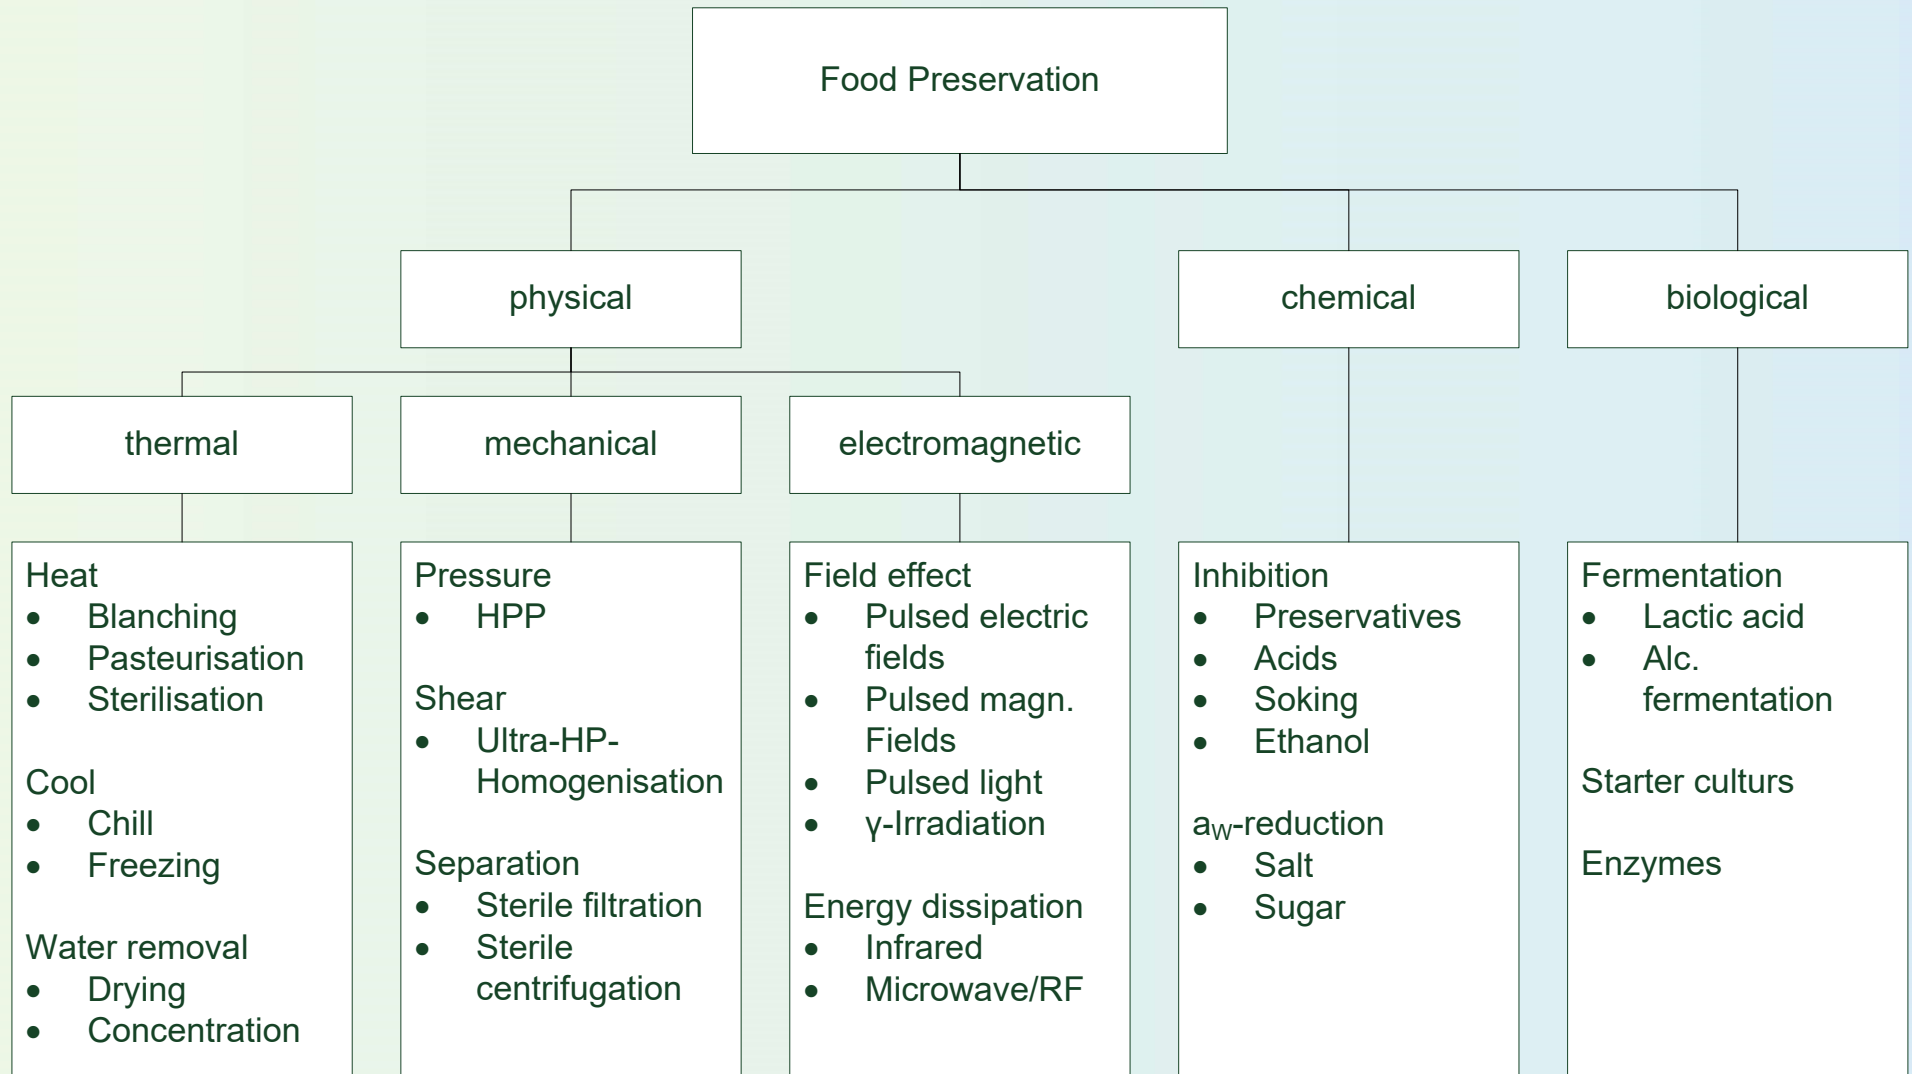 Food Preservation
physical
chemical
biological
thermal
mechanical
electromagnetic
Heat
• Blanching
• Pasteurisation
• Sterilisation
Cool
• Chill
• Freezing
Water removal
• Drying
• Concentration
Pressure
• HPP
Shear
• Ultra-HP-
Homogenisation
Separation
• Sterile filtration
• Sterile
centrifugation
Field effect
• Pulsed electric
fields
• Pulsed magn.
Fields
• Pulsed light
• γ-Irradiation
Energy dissipation
• Infrared
• Microwave/RF
Inhibition
• Preservatives
• Acids
• Soking
• Ethanol
aW-reduction
• Salt
• Sugar
Fermentation
• Lactic acid
• Alc.
fermentation
Starter culturs
Enzymes